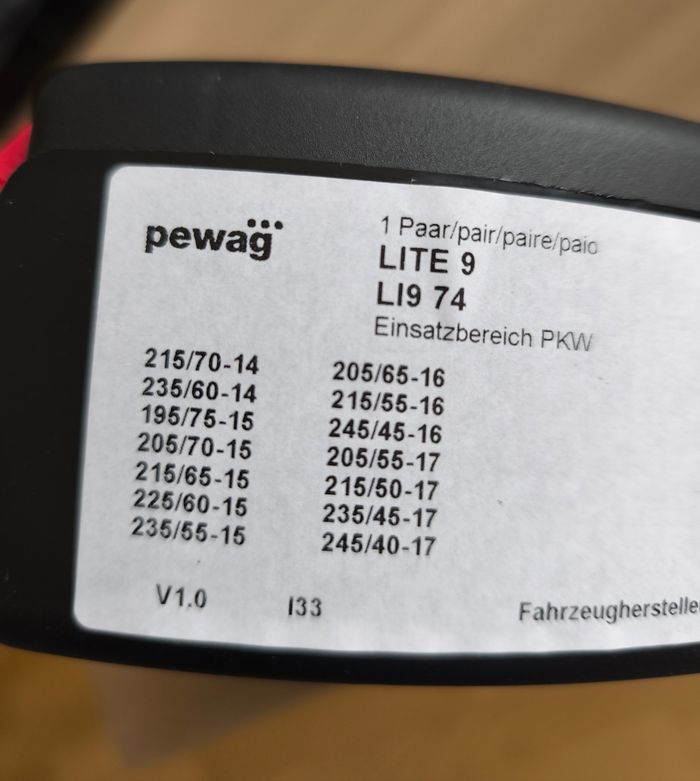 pewag
1 Paar/pair/paire/paio
LITE 9
LI9 74
Einsatzbereich PKW
215/70-14
235/60-14
195/75-15
205/70-15
215/65-15
225/60-15
235/55-15
205/65-16
215/55-16
245/45-16
205/55-17
215/50-17
235/45-17
245/40-17
V1.0
I33